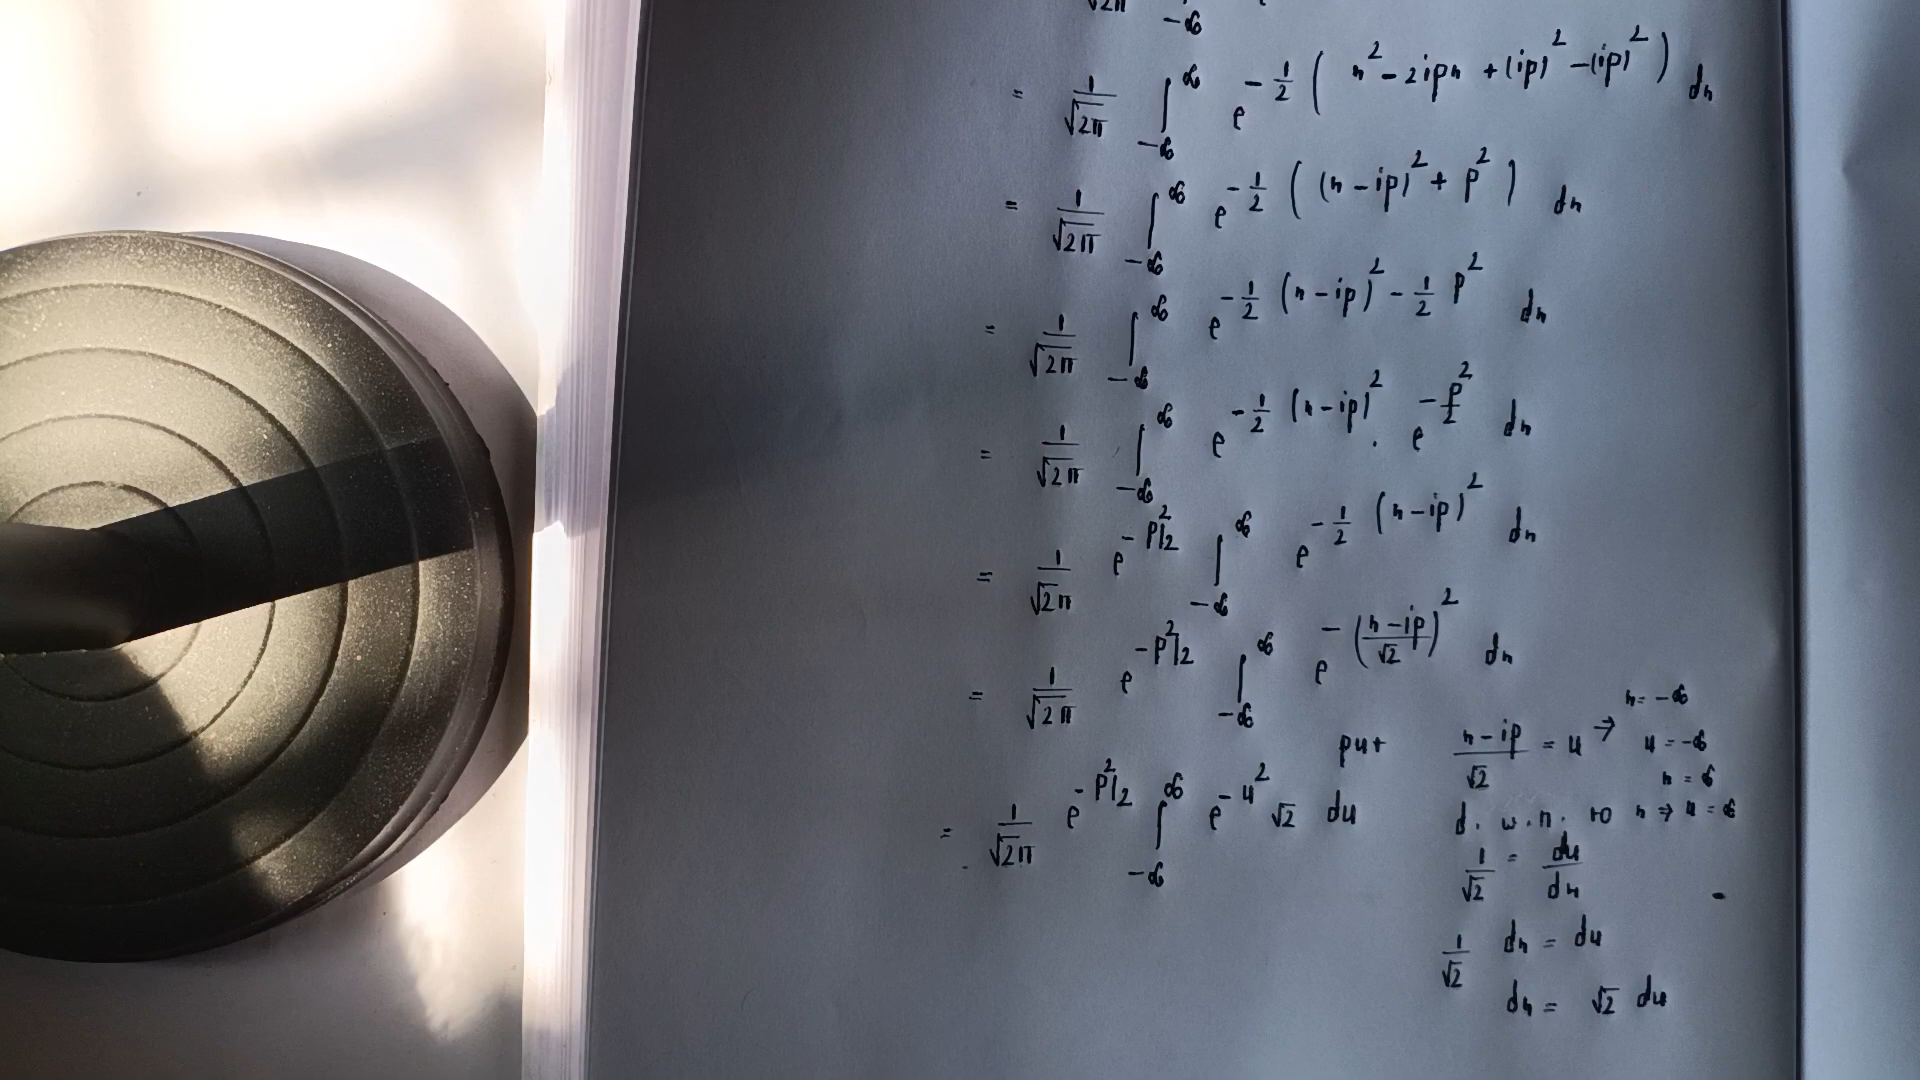 √2π -∞
= 1/√2π ∫_{-∞}^{∞} e^{-1/2 (x² - 2ipx + (ip)² - (ip)²)} dx
= 1/√2π ∫_{-∞}^{∞} e^{-1/2 ((x - ip)² + p²)} dx
= 1/√2π ∫_{-∞}^{∞} e^{-1/2 (x - ip)² - 1/2 p²} dx
= 1/√2π ∫_{-∞}^{∞} e^{-1/2 (x - ip)²} . e^{-p²/2} dx
= 1/√2π e^{-p²/2} ∫_{-∞}^{∞} e^{-1/2 (x - ip)²} dx
= 1/√2π e^{-p²/2} ∫_{-∞}^{∞} e^{-((x - ip)/√2)²} dx
put (x - ip)/√2 = u → x = -∞
u = -∞
x = ∞
= 1/√2π e^{-p²/2} ∫_{-∞}^{∞} e^{-u²} √2 du
d. w.r. to x ⇒ u = ∞
1/√2 = du/dx
1/√2 dx = du
dx = √2 du